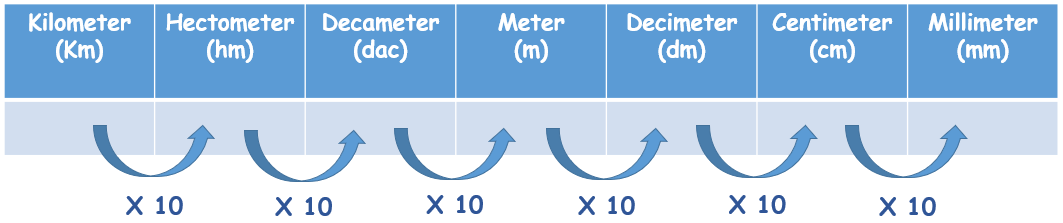 Kilometer Hectometer Decameter Meter Decimeter Centimeter Millimeter
(Km) (hm) (dac) (m) (dm) (cm) (mm)
X 10 X 10 X 10 X 10 X 10 X 10